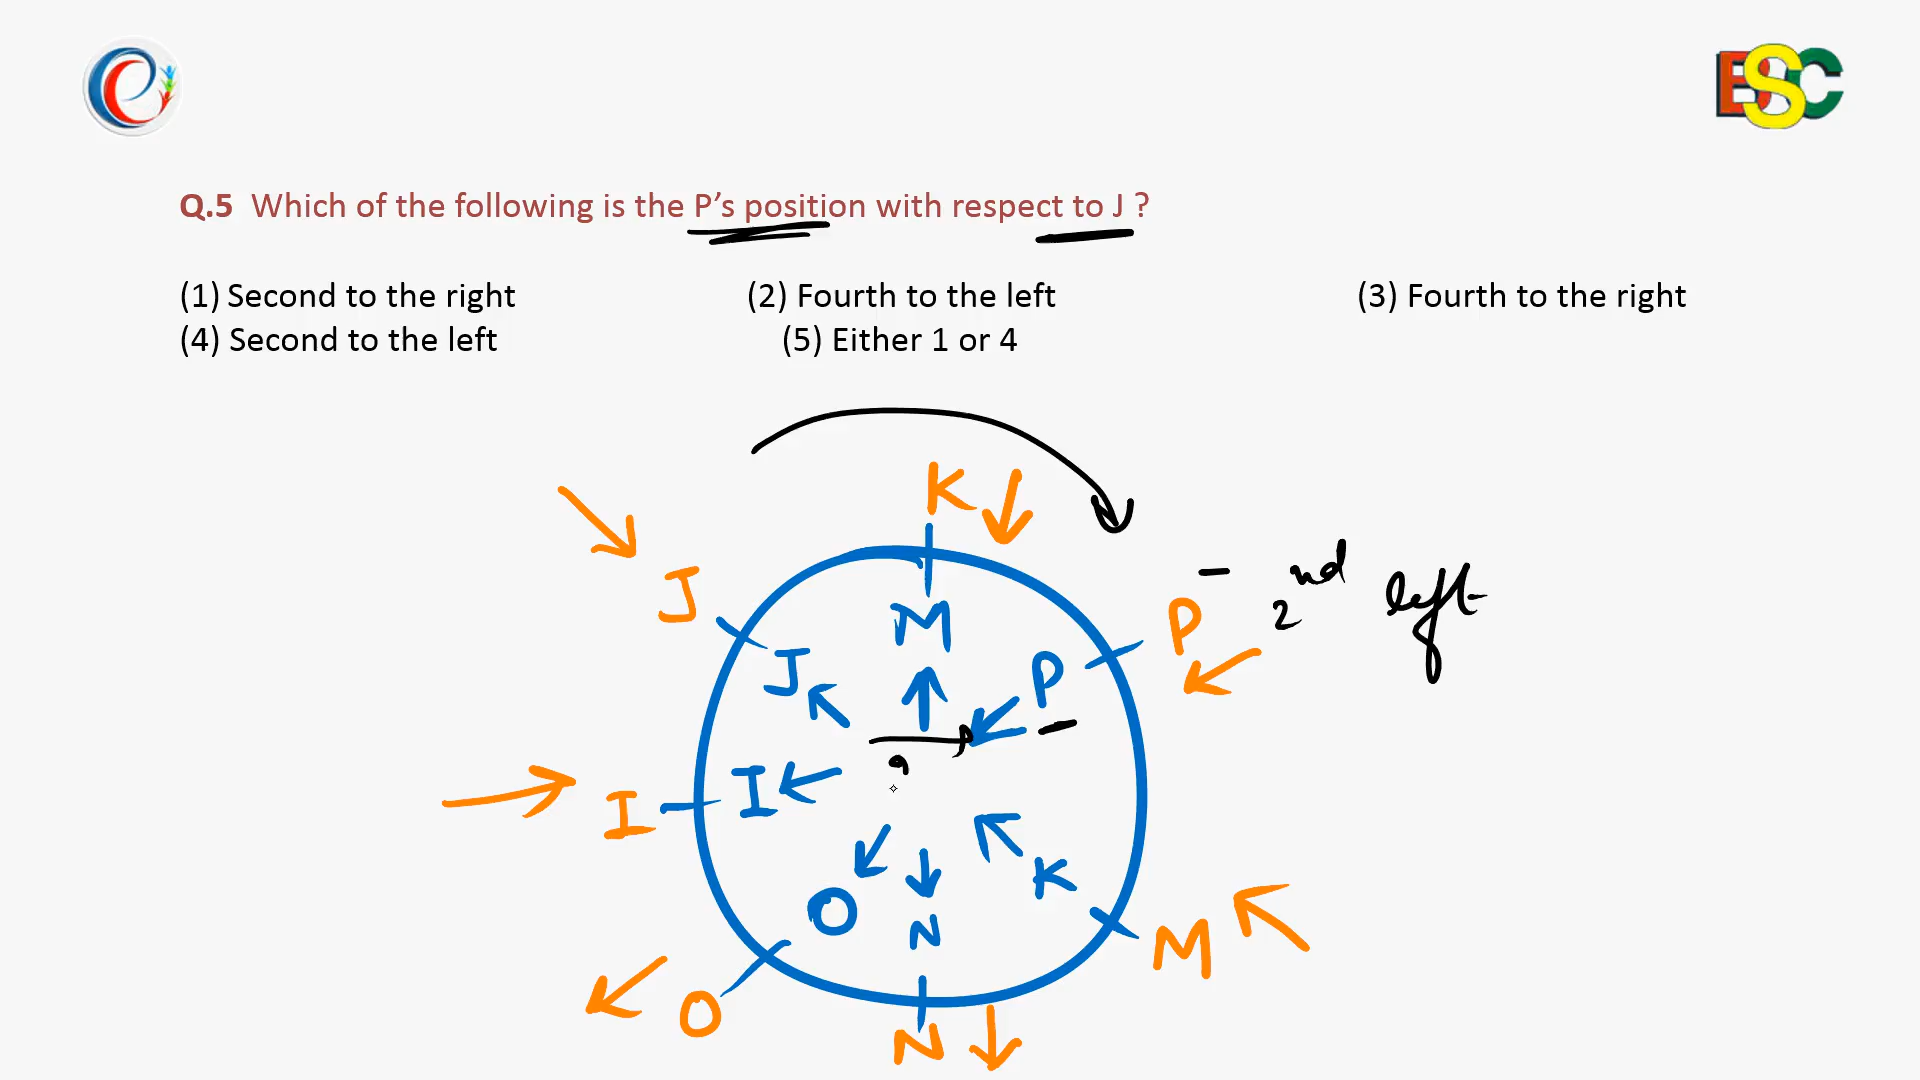 BSC
Q.5 Which of the following is the P’s position with respect to J ?
(1) Second to the right (2) Fourth to the left (3) Fourth to the right
(4) Second to the left (5) Either 1 or 4
K
J M P 2nd left
J P
I I
O N K
M
O N